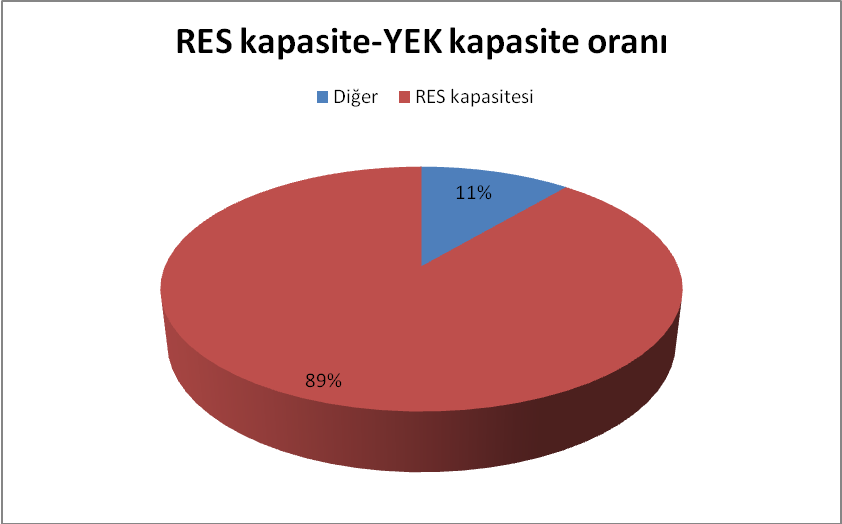 RES kapasite-YEK kapasite oranı
Diğer RES kapasitesi
11%
89%